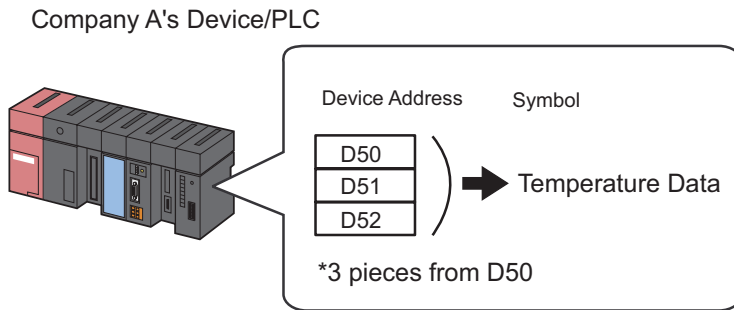 Company A's Device/PLC
Device Address Symbol
D50
D51
D52
Temperature Data
*3 pieces from D50